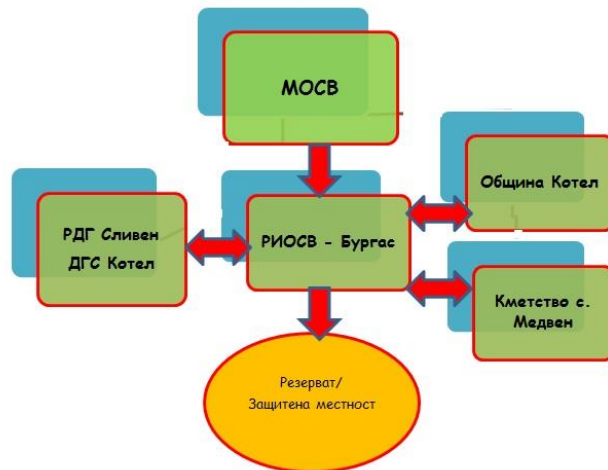 МОСВ
Община Котел
РДГ Сливен
ДГС Котел
РИОСВ - Бургас
Кметство с.
Медвен
Резерват/
Защитена местност